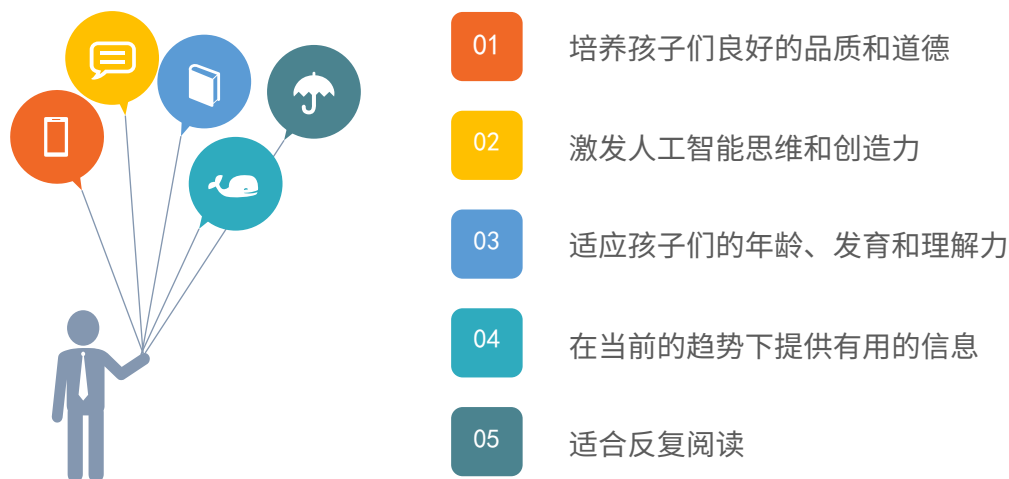 01
培养孩子们良好的品质和道德
02
激发人工智能思维和创造力
03
适应孩子们的年龄、发育和理解力
04
在当前的趋势下提供有用的信息
05
适合反复阅读